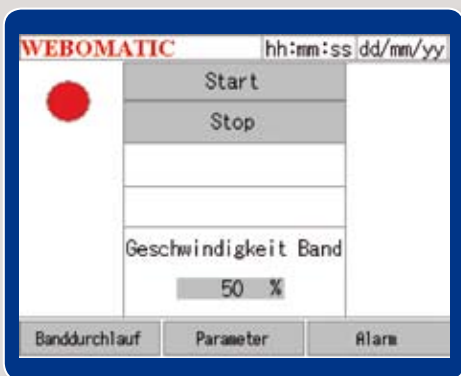 WEBOMATIC hh:mm:ss dd/mm/yy
Start
Stop
Geschwindigkeit Band
50 %
Banddurchlauf Parameter Alarm